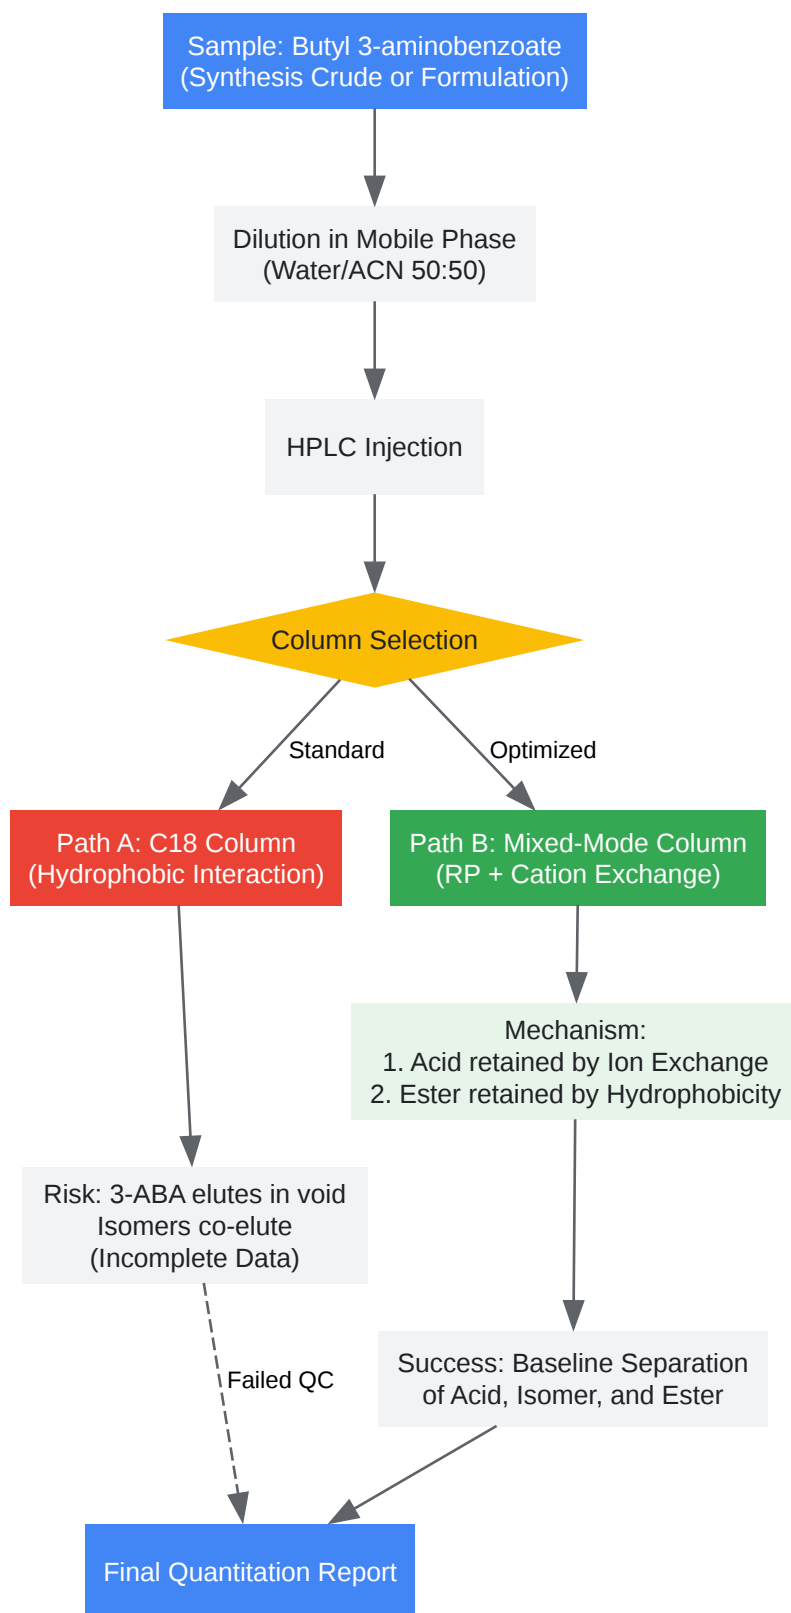 Sample: Butyl 3-aminobenzoate
(Synthesis Crude or Formulation)
Dilution in Mobile Phase
(Water/ACN 50:50)
HPLC Injection
Column Selection
Standard
Optimized
Path A: C18 Column
(Hydrophobic Interaction)
Path B: Mixed-Mode Column
(RP + Cation Exchange)
Mechanism:
1. Acid retained by Ion Exchange
2. Ester retained by Hydrophobicity
Risk: 3-ABA elutes in void
Isomers co-elute
(Incomplete Data)
Success: Baseline Separation
of Acid, Isomer, and Ester
Failed QC
Final Quantitation Report